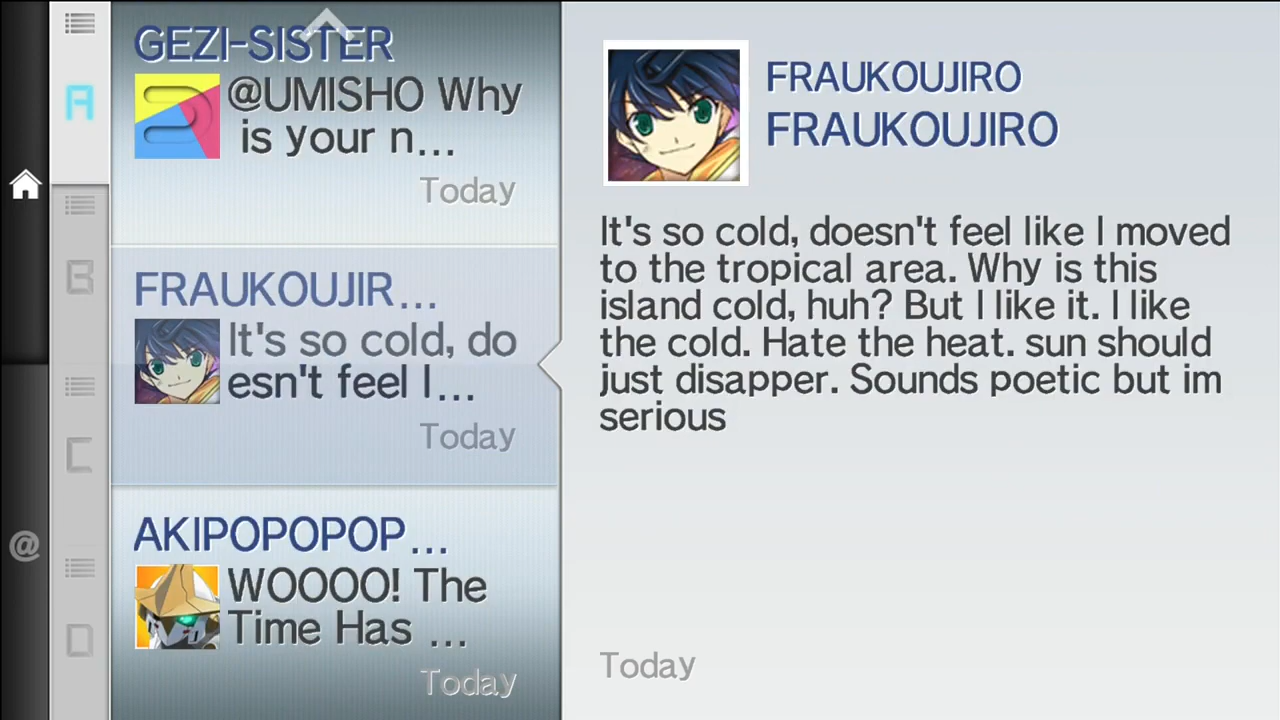 A
B
C
D
@
GEZI-SISTER
@UMISHO Why
is your n...
Today
FRAUKOUJIR...
It's so cold, do
esn't feel l...
Today
AKIPOPOPOP...
WOOOO! The
Time Has ...
Today
FRAUKOUJIRO
FRAUKOUJIRO
It's so cold, doesn't feel like I moved
to the tropical area. Why is this
island cold, huh? But I like it. I like
the cold. Hate the heat. sun should
just disapper. Sounds poetic but im
serious
Today